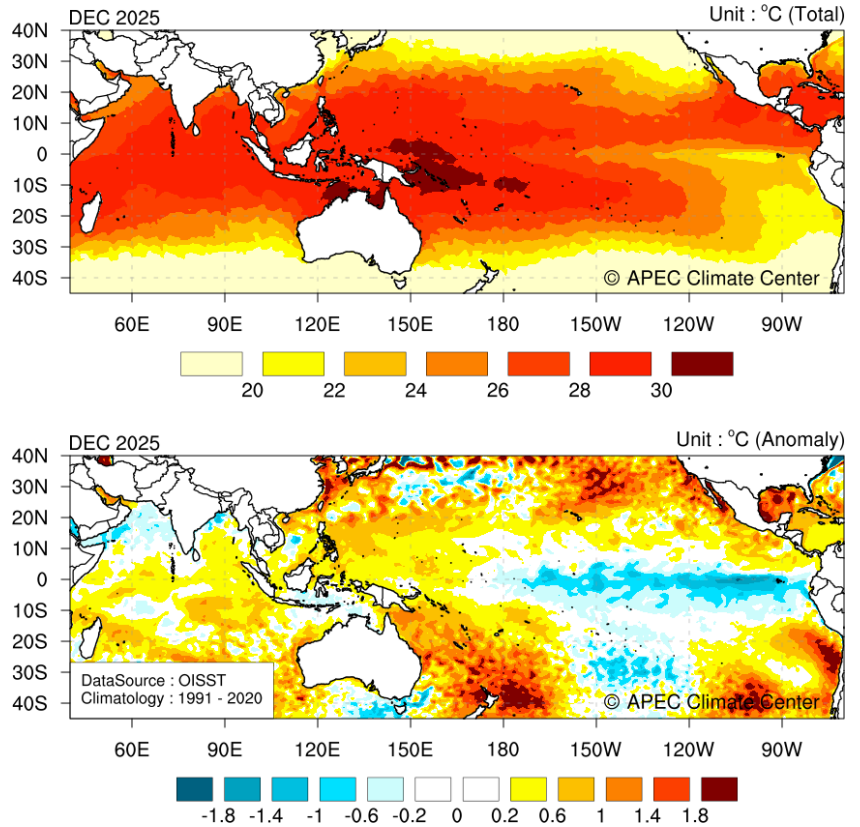 DEC 2025 Unit : °C (Total)
40N
30N
20N
10N
0
10S
20S
30S
40S
© APEC Climate Center
60E 90E 120E 150E 180 150W 120W 90W
20 22 24 26 28 30
DEC 2025 Unit : °C (Anomaly)
40N
30N
20N
10N
0
10S
20S
30S
40S
DataSource : OISST
Climatology : 1991 - 2020
© APEC Climate Center
60E 90E 120E 150E 180 150W 120W 90W
-1.8 -1.4 -1 -0.6 -0.2 0 0.2 0.6 1 1.4 1.8